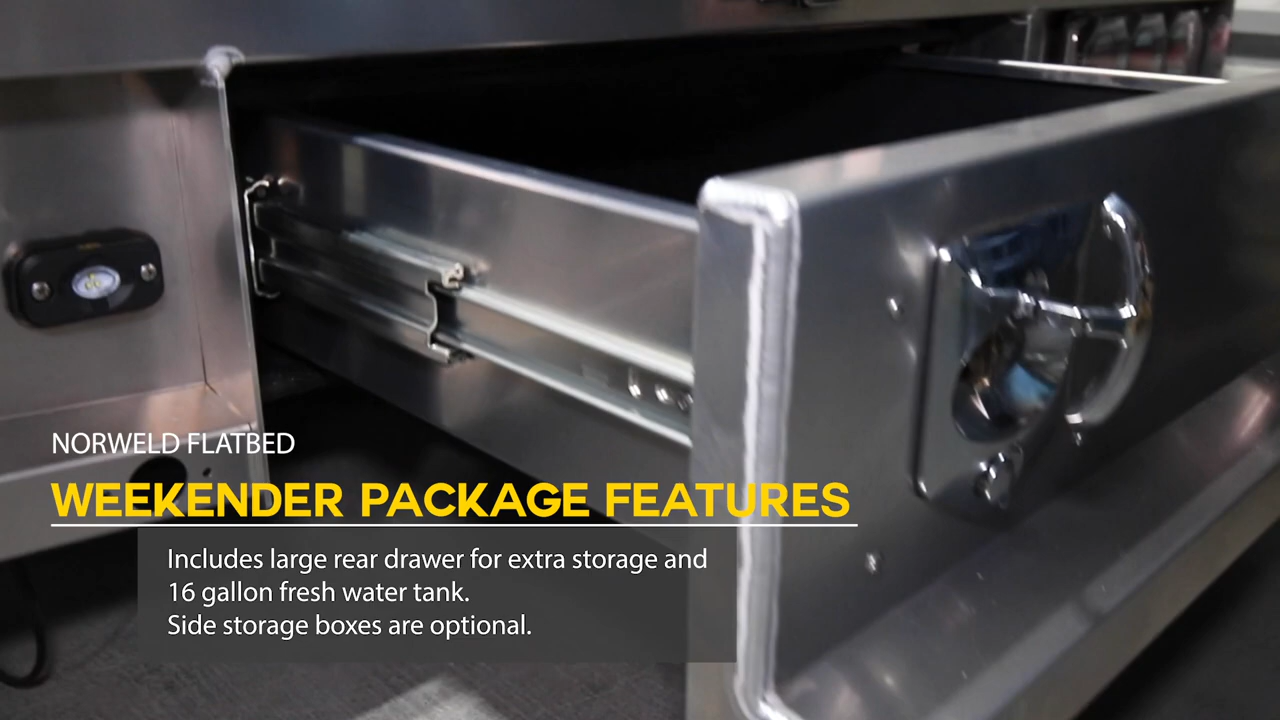 NORWELD FLATBED
WEEKENDER PACKAGE FEATURES
Includes large rear drawer for extra storage and
16 gallon fresh water tank.
Side storage boxes are optional.